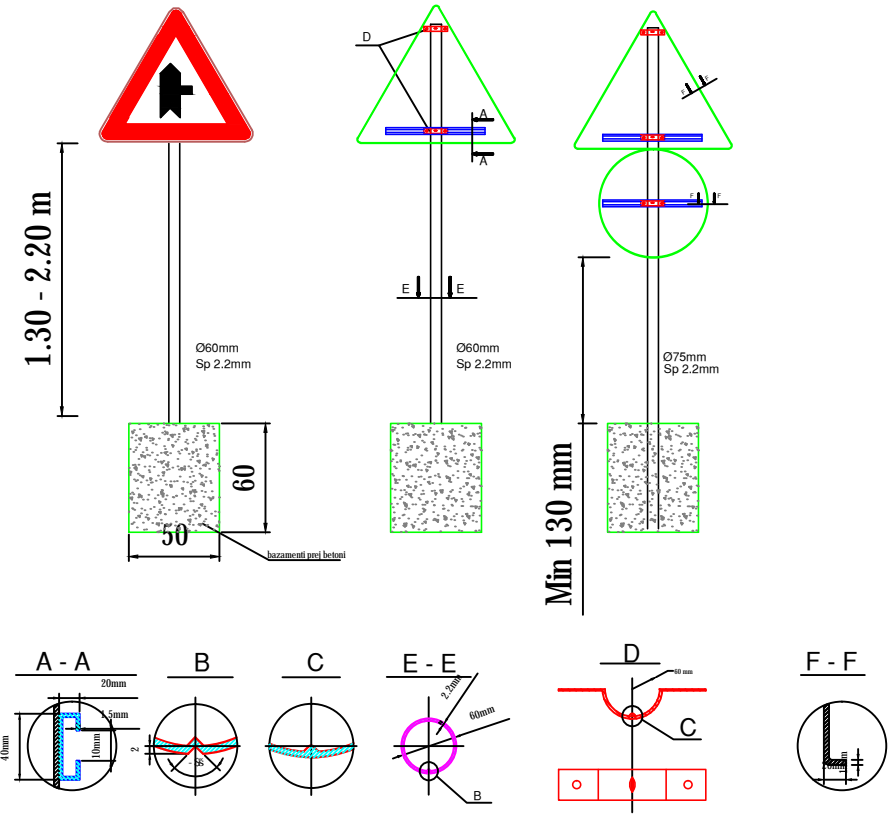 D
A
A
F
F
F
F
E
E
1.30 - 2.20 m
Ø60mm
Sp 2.2mm
Ø60mm
Sp 2.2mm
Ø75mm
Sp 2.2mm
60
50
bazamenti prej betoni
Min 130 mm
A - A
B
C
E - E
D
F - F
20mm
1.5mm
40mm
10mm
2
2.2mm
60mm
B
60 mm
C